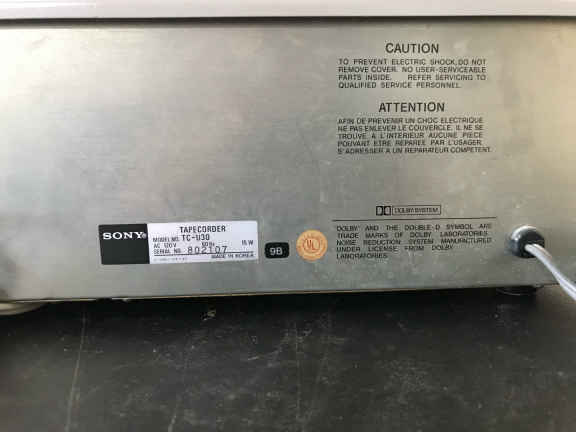 CAUTION
TO PREVENT ELECTRIC SHOCK, DO NOT
REMOVE COVER. NO USER-SERVICEABLE
PARTS INSIDE. REFER SERVICING TO
QUALIFIED SERVICE PERSONNEL.
ATTENTION
AFIN DE PREVENIR UN CHOC ELECTRIQUE
NE PAS ENLEVER LE COUVERCLE. IL NE SE
TROUVE A L'INTERIEUR AUCUNE PIECE
POUVANT ETRE REPAREE PAR L'USAGER.
S'ADRESSER A UN REPARATEUR COMPETENT.
DOLBY SYSTEM
'DOLBY' AND THE DOUBLE-D SYMBOL ARE
TRADE MARKS OF DOLBY LABORATORIES.
NOISE REDUCTION SYSTEM MANUFACTURED
UNDER LICENSE FROM DOLBY
LABORATORIES.
SONY®
TAPECORDER
MODEL NO. TC-U30
AC 120V 60Hz 15W
SERIAL NO. 802107
MADE IN KOREA
9B
UL